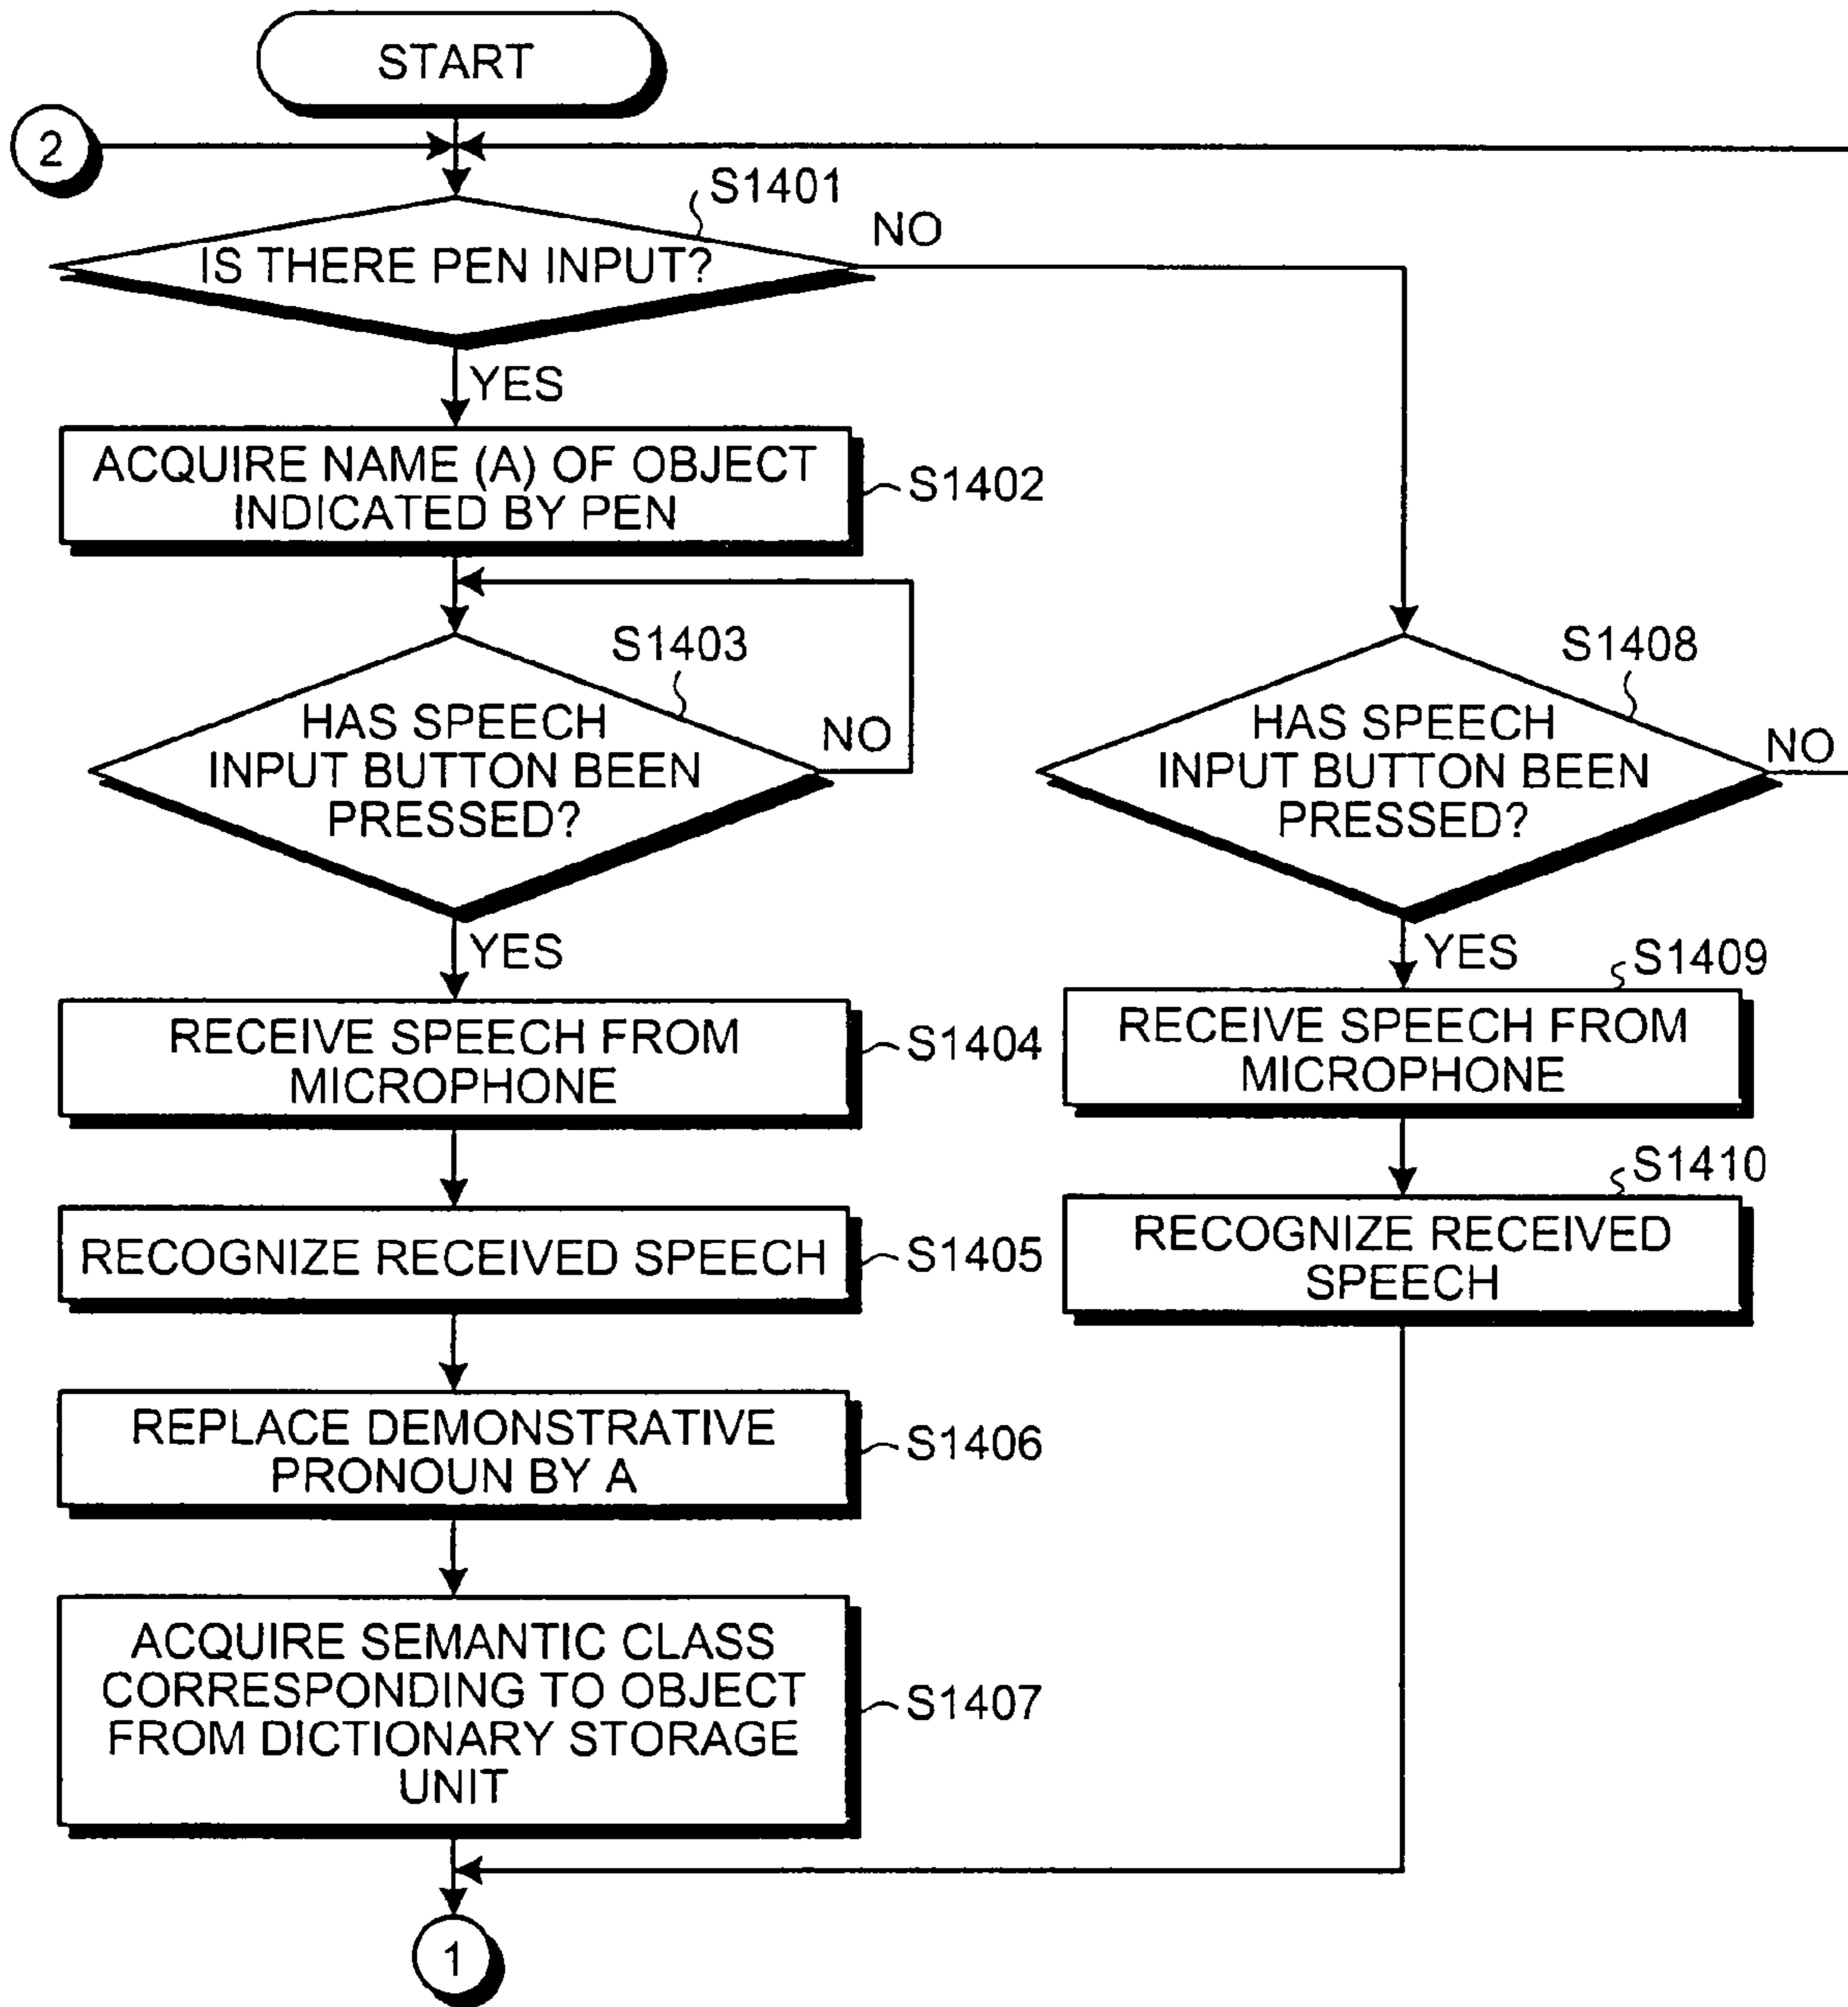 START
2
S1401
IS THERE PEN INPUT?
NO
YES
ACQUIRE NAME (A) OF OBJECT
INDICATED BY PEN
S1402
S1403
HAS SPEECH
INPUT BUTTON BEEN
PRESSED?
NO
YES
RECEIVE SPEECH FROM
MICROPHONE
S1404
RECOGNIZE RECEIVED SPEECH
S1405
REPLACE DEMONSTRATIVE
PRONOUN BY A
S1406
ACQUIRE SEMANTIC CLASS
CORRESPONDING TO OBJECT
FROM DICTIONARY STORAGE
UNIT
S1407
S1408
HAS SPEECH
INPUT BUTTON BEEN
PRESSED?
NO
YES
S1409
RECEIVE SPEECH FROM
MICROPHONE
S1410
RECOGNIZE RECEIVED
SPEECH
1